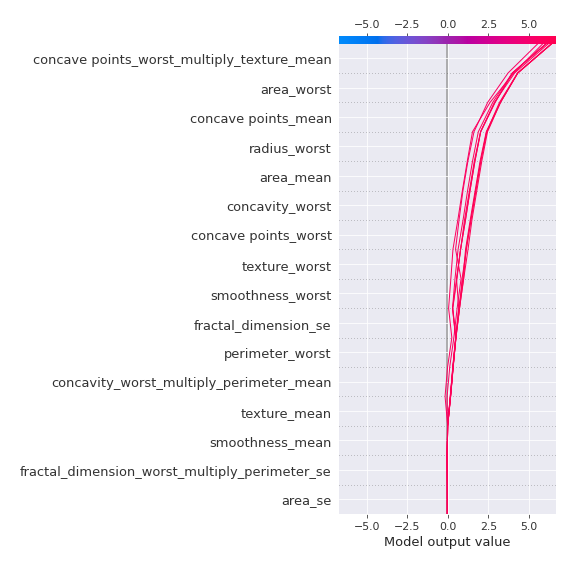 −5.0 −2.5 0.0 2.5 5.0
concave points_worst_multiply_texture_mean
area_worst
concave points_mean
radius_worst
area_mean
concavity_worst
concave points_worst
texture_worst
smoothness_worst
fractal_dimension_se
perimeter_worst
concavity_worst_multiply_perimeter_mean
texture_mean
smoothness_mean
fractal_dimension_worst_multiply_perimeter_se
area_se
−5.0 −2.5 0.0 2.5 5.0
Model output value